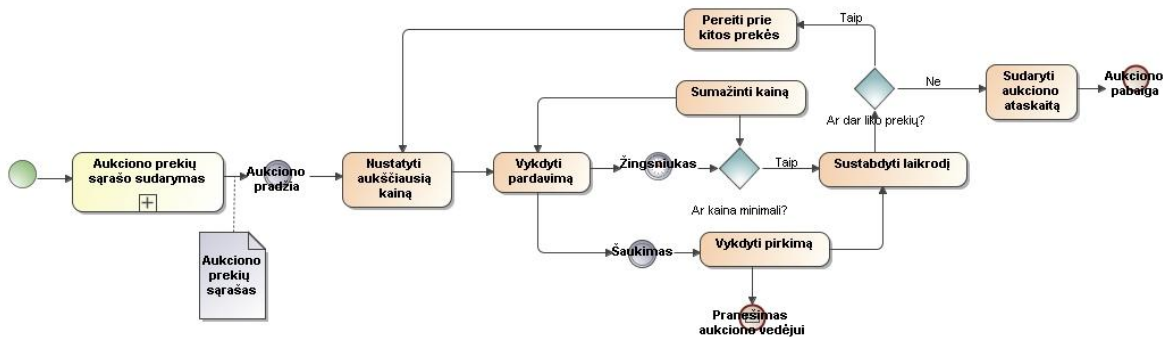 Pereiti prie
kitos prekės
Taip
Sumažinti kainą
Ne
Sudaryti
aukciono
ataskaitą
Aukciono
pabaiga
Ar dar liko prekių?
Aukciono prekių
sąrašo sudarymas
Aukciono
pradžia
Nustatyti
aukščiausią
kainą
Vykdyti
pardavimą
Žingsniukas
Taip
Sustabdyti laikrodį
Ar kaina minimali?
Aukciono
prekių
sąrašas
Šaukimas
Vykdyti pirkimą
Pranešimas
aukciono vedėjui